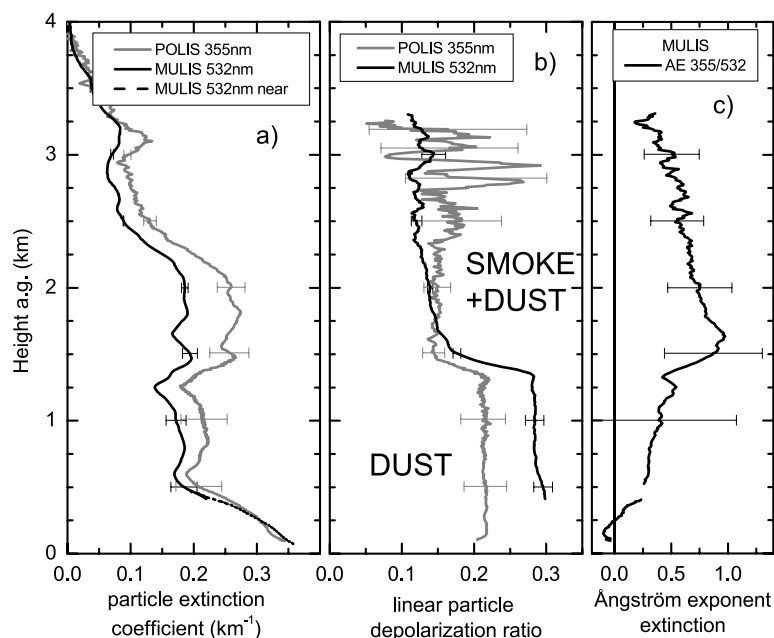 POLIS 355nm
MULIS 532nm
MULIS 532nm near
a)
POLIS 355nm
MULIS 532nm
b)
MULIS
AE 355/532
c)
SMOKE
+DUST
DUST
4
3
2
1
0
Height a.g. (km)
0.0 0.1 0.2 0.3
particle extinction
coefficient (km⁻¹)
0.0 0.1 0.2 0.3
linear particle
depolarization ratio
0.0 0.5 1.0
Ångström exponent
extinction